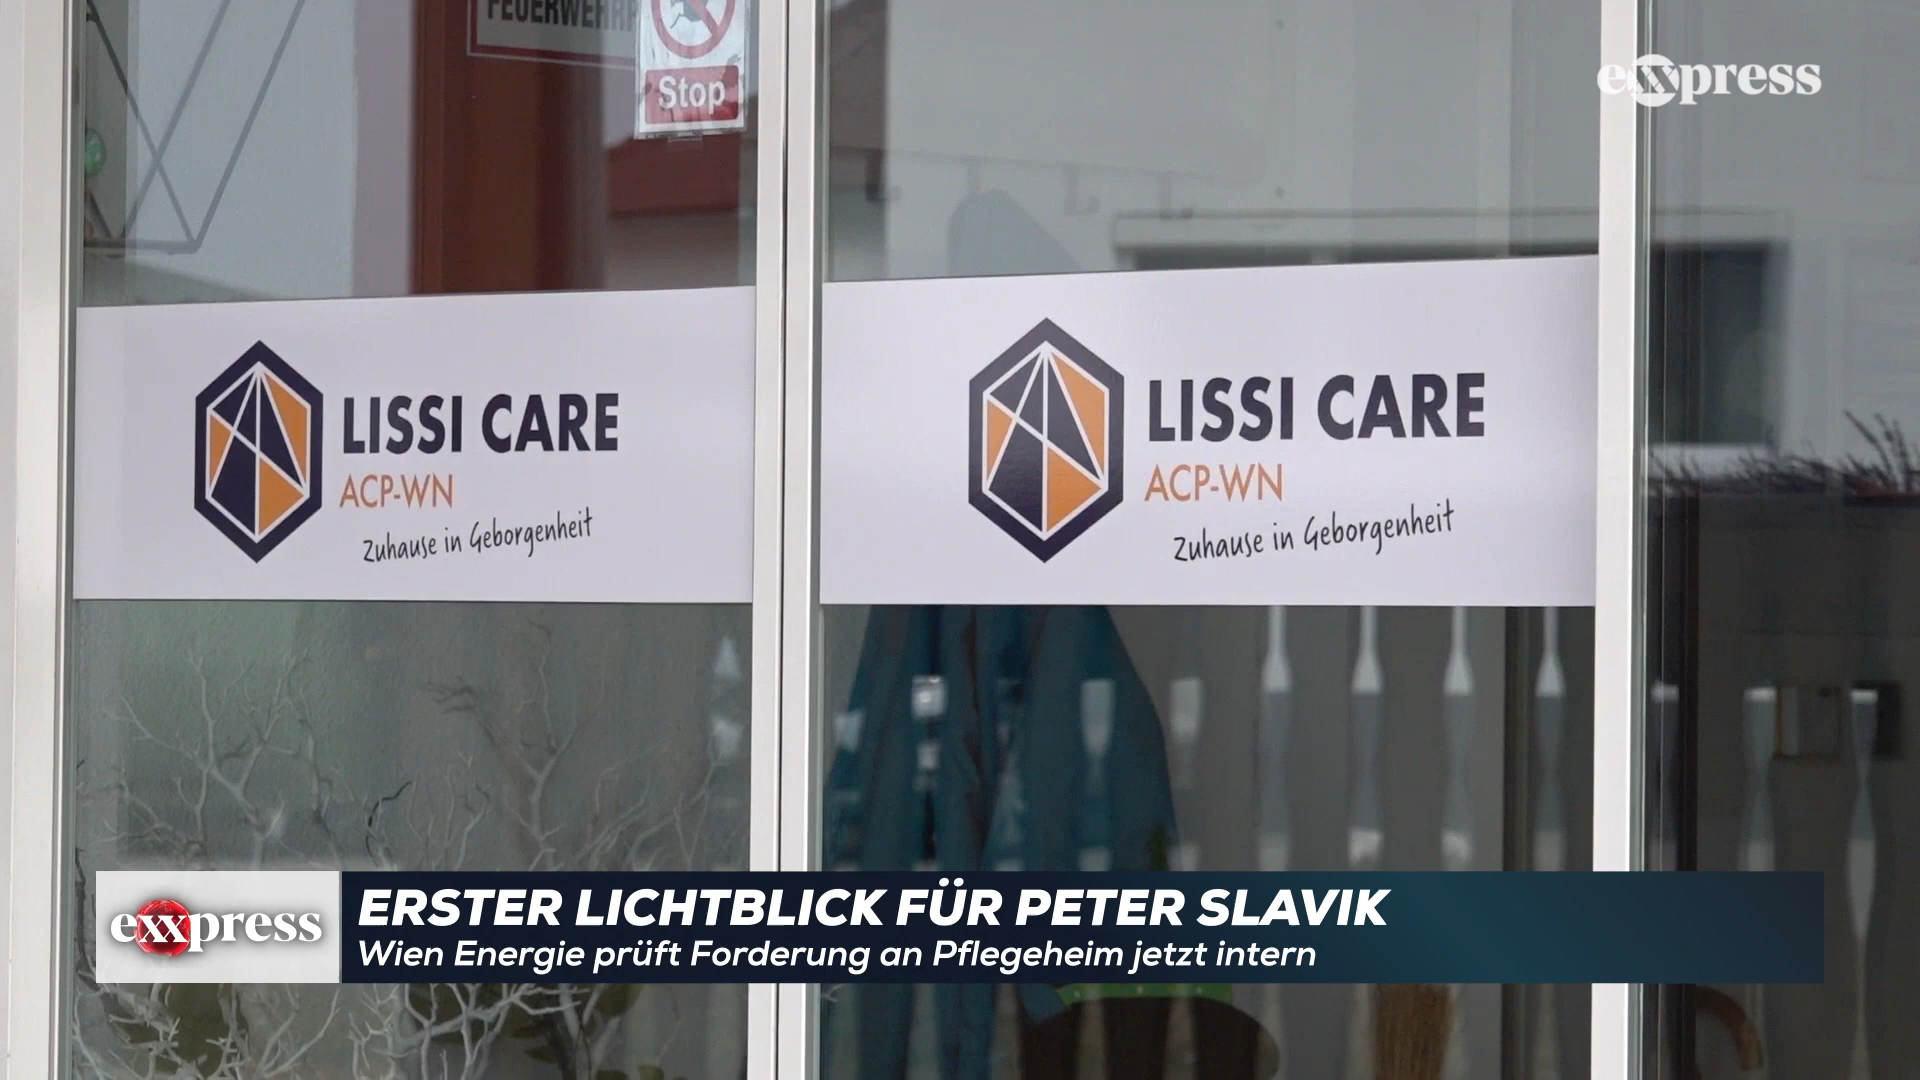 Stop
exxpress
LISSI CARE
ACP-WN
Zuhause in Geborgenheit
LISSI CARE
ACP-WN
Zuhause in Geborgenheit
exxpress
ERSTER LICHTBLICK FÜR PETER SLAVIK
Wien Energie prüft Forderung an Pflegeheim jetzt intern